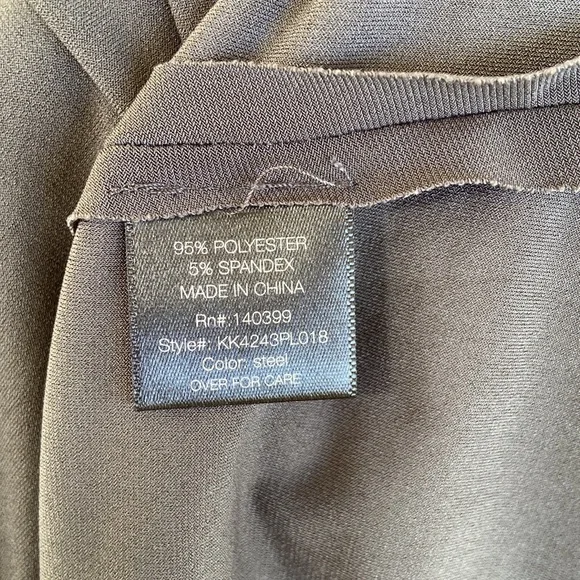 95% POLYESTER
5% SPANDEX
MADE IN CHINA
Rn#:140399
Style#: KK4243PL018
Color: steel
OVER FOR CARE